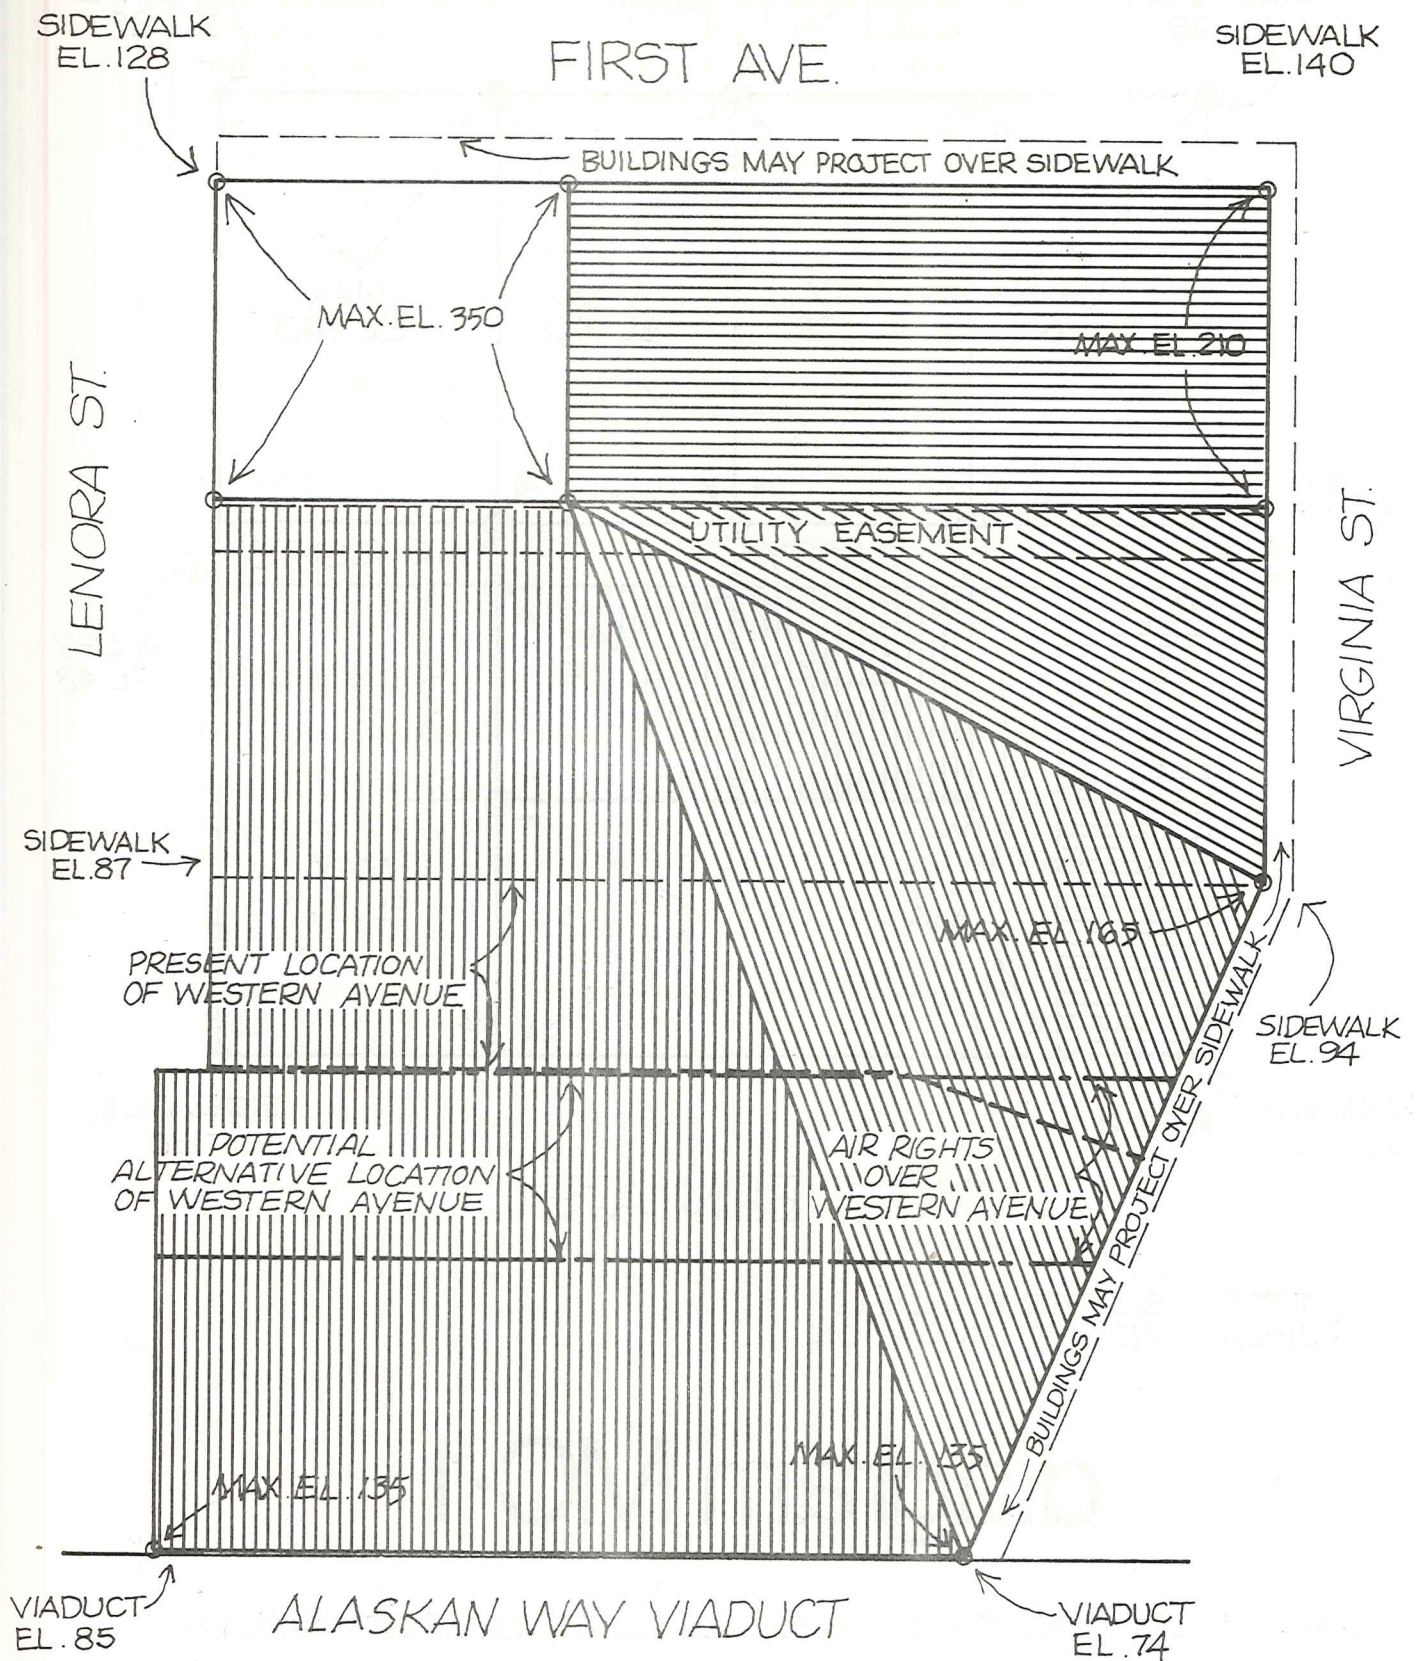 SIDEWALK
EL.128
FIRST AVE.
SIDEWALK
EL.140
BUILDINGS MAY PROJECT OVER SIDEWALK
MAX.EL. 350
MAX. EL. 210
LENORA ST.
UTILITY EASEMENT
VIRGINIA ST.
SIDEWALK
EL.87
MAX. EL. 165
PRESENT LOCATION
OF WESTERN AVENUE
SIDEWALK
EL.94
BUILDINGS MAY PROJECT OVER SIDEWALK
POTENTIAL
ALTERNATIVE LOCATION
OF WESTERN AVENUE
AIR RIGHTS
OVER
WESTERN AVENUE
MAX. EL. 135
MAX. EL. 135
VIADUCT
EL. 85
ALASKAN WAY VIADUCT
VIADUCT
EL. 74